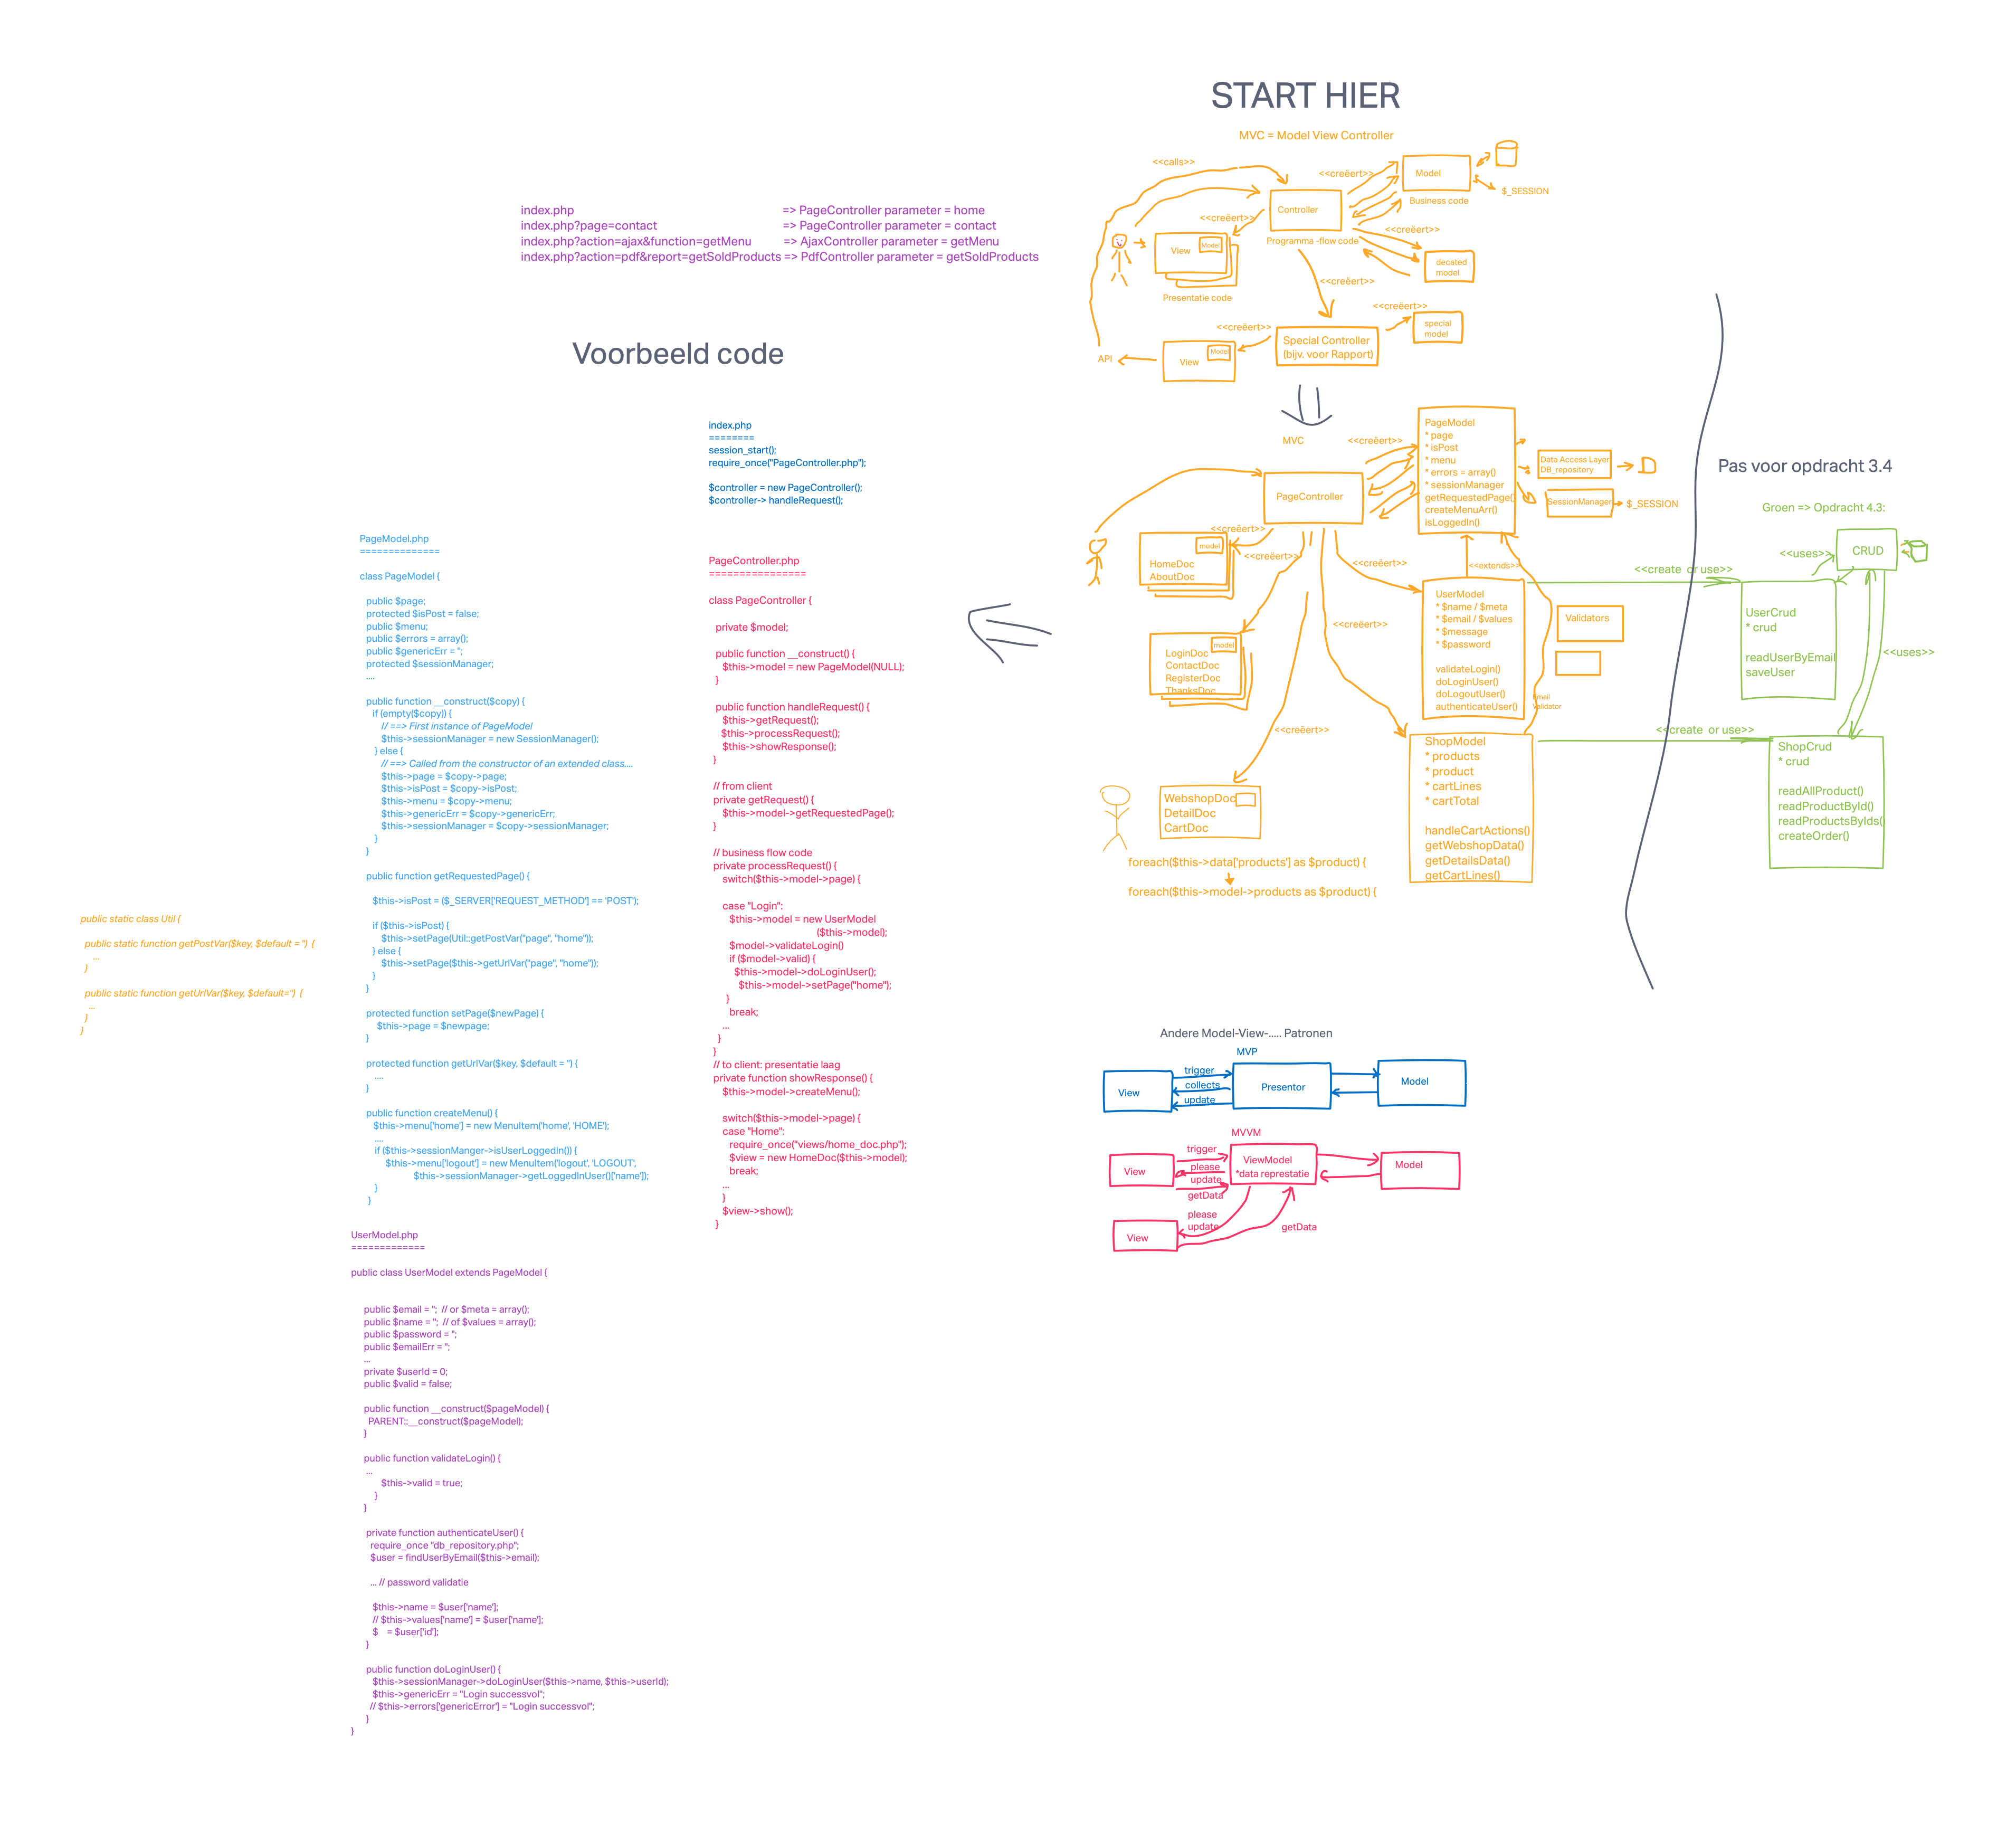 START HIER
MVC = Model View Controller
<<calls>>
<<creëert>>
Model
$_SESSION
Business code
Controller
<<creëert>>
Programma -flow code
<<creëert>>
View
Model
Presentatie code
decated
model
<<creëert>>
<<creëert>>
special
model
<<creëert>>
Special Controller
(bijv. voor Rapport)
API
View
Model
index.php => PageController parameter = home
index.php?page=contact => PageController parameter = contact
index.php?action=ajax&function=getMenu => AjaxController parameter = getMenu
index.php?action=pdf&report=getSoldProducts => PdfController parameter = getSoldProducts
Voorbeeld code
index.php
========
session_start();
require_once("PageController.php");
$controller = new PageController();
$controller-> handleRequest();
PageModel.php
==============
class PageModel {
public $page;
protected $isPost = false;
public $menu;
public $errors = array();
public $genericErr = '';
protected $sessionManager;
....
public function __construct($copy) {
if (empty($copy)) {
// ==> First instance of PageModel
$this->sessionManager = new SessionManager();
} else {
// ==> Called from the constructor of an extended class....
$this->page = $copy->page;
$this->isPost = $copy->isPost;
$this->menu = $copy->menu;
$this->genericErr = $copy->genericErr;
$this->sessionManager = $copy->sessionManager;
}
}
public function getRequestedPage() {
$this->isPost = ($_SERVER['REQUEST_METHOD'] == 'POST');
if ($this->isPost) {
$this->setPage(Util::getPostVar("page", "home"));
} else {
$this->setPage($this->getUrlVar("page", "home"));
}
}
protected function setPage($newPage) {
$this->page = $newpage;
}
protected function getUrlVar($key, $default = '') {
....
}
public function createMenu() {
$this->menu['home'] = new MenuItem('home', 'HOME');
....
if ($this->sessionManger->isUserLoggedIn()) {
$this->menu['logout'] = new MenuItem('logout', 'LOGOUT',
$this->sessionManager->getLoggedInUser()['name']);
}
}
public static class Util {
public static function getPostVar($key, $default = '') {
...
}
public static function getUrlVar($key, $default='') {
...
}
}
UserModel.php
=============
public class UserModel extends PageModel {
public $email = ''; // or $meta = array();
public $name = ''; // of $values = array();
public $password = '';
public $emailErr = '';
...
private $userId = 0;
public $valid = false;
public function __construct($pageModel) {
PARENT::__construct($pageModel);
}
public function validateLogin() {
...
$this->valid = true;
}
}
private function authenticateUser() {
require_once "db_repository.php";
$user = findUserByEmail($this->email);
... // password validatie
$this->name = $user['name'];
// $this->values['name'] = $user['name'];
$ = $user['id'];
}
public function doLoginUser() {
$this->sessionManager->doLoginUser($this->name, $this->userId);
$this->genericErr = "Login successvol";
// $this->errors['genericError'] = "Login successvol";
}
}
PageController.php
================
class PageController {
private $model;
public function __construct() {
$this->model = new PageModel(NULL);
}
public function handleRequest() {
$this->getRequest();
$this->processRequest();
$this->showResponse();
}
// from client
private getRequest() {
$this->model->getRequestedPage();
}
// business flow code
private processRequest() {
switch($this->model->page) {
case "Login":
$this->model = new UserModel
($this->model);
$model->validateLogin()
if ($model->valid) {
$this->model->doLoginUser();
$this->model->setPage("home");
}
break;
...
}
}
// to client: presentatie laag
private function showResponse() {
$this->model->createMenu();
switch($this->model->page) {
case "Home":
require_once("views/home_doc.php");
$view = new HomeDoc($this->model);
break;
...
}
$view->show();
}
MVC
<<creëert>>
PageModel
* page
* isPost
* menu
* errors = array()
* sessionManager
getRequestedPage()
createMenuArr()
isLoggedIn()
Data Access Layer
DB_repository
SessionManager
$_SESSION
PageController
<<creëert>>
model
HomeDoc
AboutDoc
<<creëert>>
<<creëert>>
<<extends>>
model
LoginDoc
ContactDoc
RegisterDoc
ThanksDoc
<<creëert>>
UserModel
* $name / $meta
* $email / $values
* $message
* $password
validateLogin()
doLoginUser()
doLogoutUser()
authenticateUser()
Validators
Email
Validator
<<creëert>>
ShopModel
* products
* product
* cartLines
* cartTotal
handleCartActions()
getWebshopData()
getDetailsData()
getCartLines()
WebshopDoc
DetailDoc
CartDoc
foreach($this->data['products'] as $product) {
foreach($this->model->products as $product) {
Pas voor opdracht 3.4
Groen => Opdracht 4.3:
<<uses>>
CRUD
<<create or use>>
UserCrud
* crud
readUserByEmail
saveUser
<<uses>>
<<create or use>>
ShopCrud
* crud
readAllProduct()
readProductById()
readProductsByIds()
createOrder()
Andere Model-View-..... Patronen
MVP
View
trigger
collects
update
Presentor
Model
MVVM
View
trigger
please
update
getData
ViewModel
*data represtatie
Model
please
update
View
getData